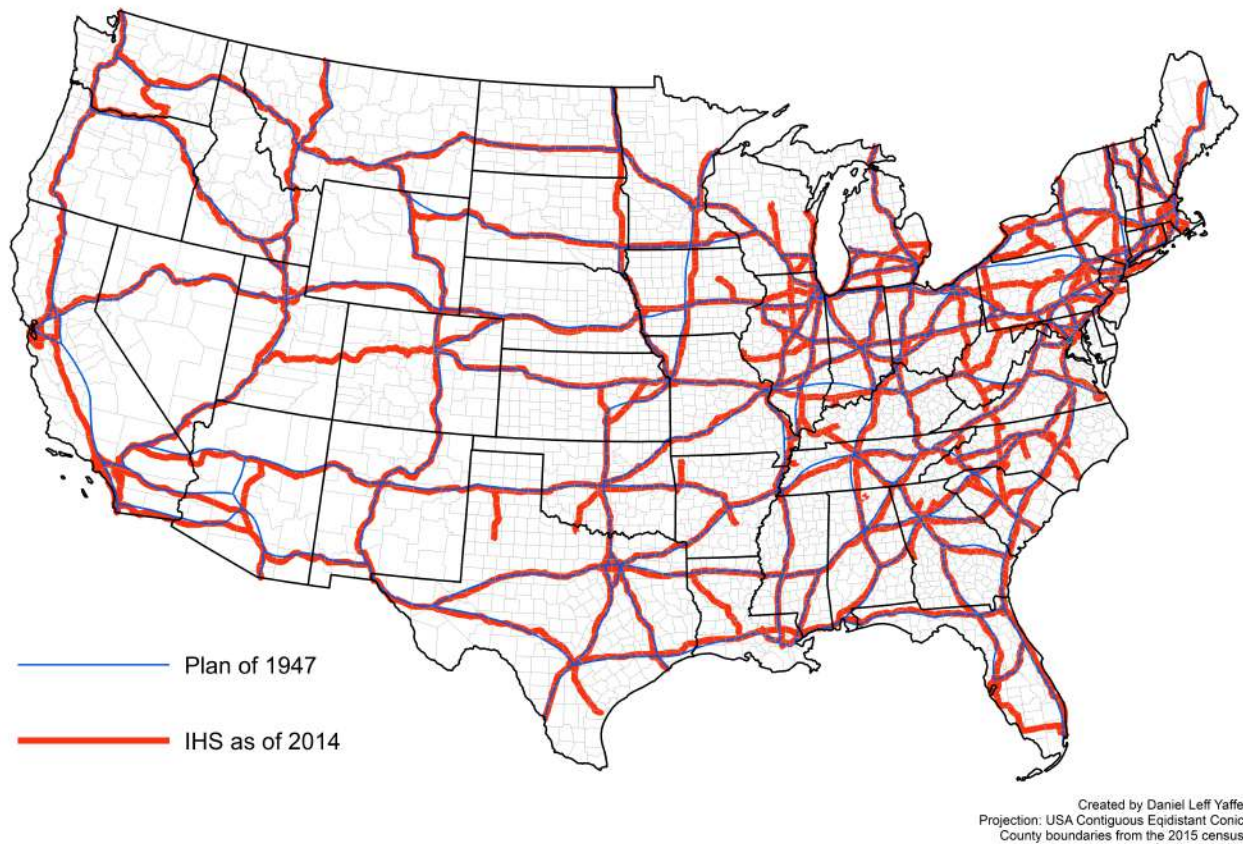 Plan of 1947
IHS as of 2014
Created by Daniel Leff Yaffe
Projection: USA Contiguous Eqidistant Conic
County boundaries from the 2015 census